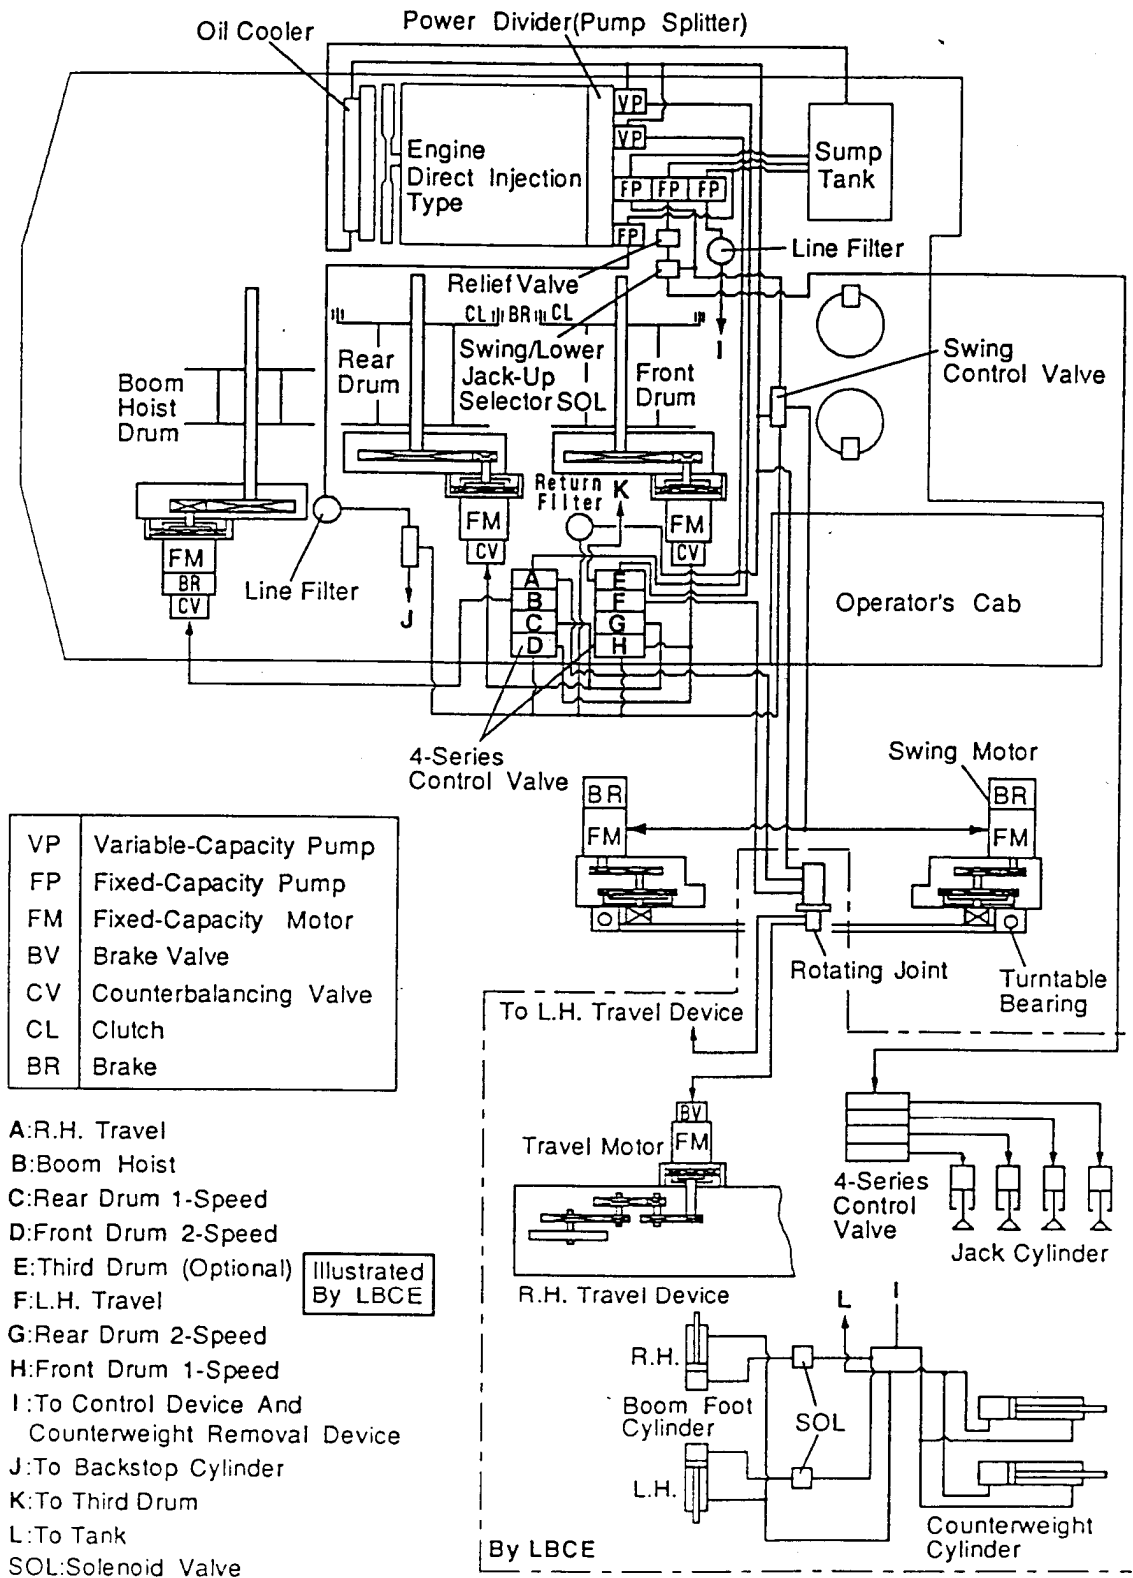 Power Divider(Pump Splitter)
Oil Cooler
VP
VP
Engine
Direct Injection
Type
Sump
Tank
FP FP FP
FP
Line Filter
Relief Valve
CL BR CL
Swing/Lower
Jack-Up
Selector SOL
I
Rear
Drum
Front
Drum
Swing
Control Valve
Boom
Hoist
Drum
Return
Filter
K
FM
CV
FM
CV
FM
BR
CV
Line Filter
J
A
B
C
D
E
F
G
H
Operator's Cab
4-Series
Control Valve
Swing Motor
BR
FM
BR
FM
VP Variable-Capacity Pump
FP Fixed-Capacity Pump
FM Fixed-Capacity Motor
BV Brake Valve
CV Counterbalancing Valve
CL Clutch
BR Brake
Rotating Joint
Turntable
Bearing
To L.H. Travel Device
BV
FM
Travel Motor
R.H. Travel Device
4-Series
Control
Valve
Jack Cylinder
A:R.H. Travel
B:Boom Hoist
C:Rear Drum 1-Speed
D:Front Drum 2-Speed
E:Third Drum (Optional)
F:L.H. Travel
G:Rear Drum 2-Speed
H:Front Drum 1-Speed
I:To Control Device And
Counterweight Removal Device
J:To Backstop Cylinder
K:To Third Drum
L:To Tank
SOL:Solenoid Valve
Illustrated
By LBCE
L
I
R.H.
Boom Foot
Cylinder
SOL
L.H.
Counterweight
Cylinder
By LBCE